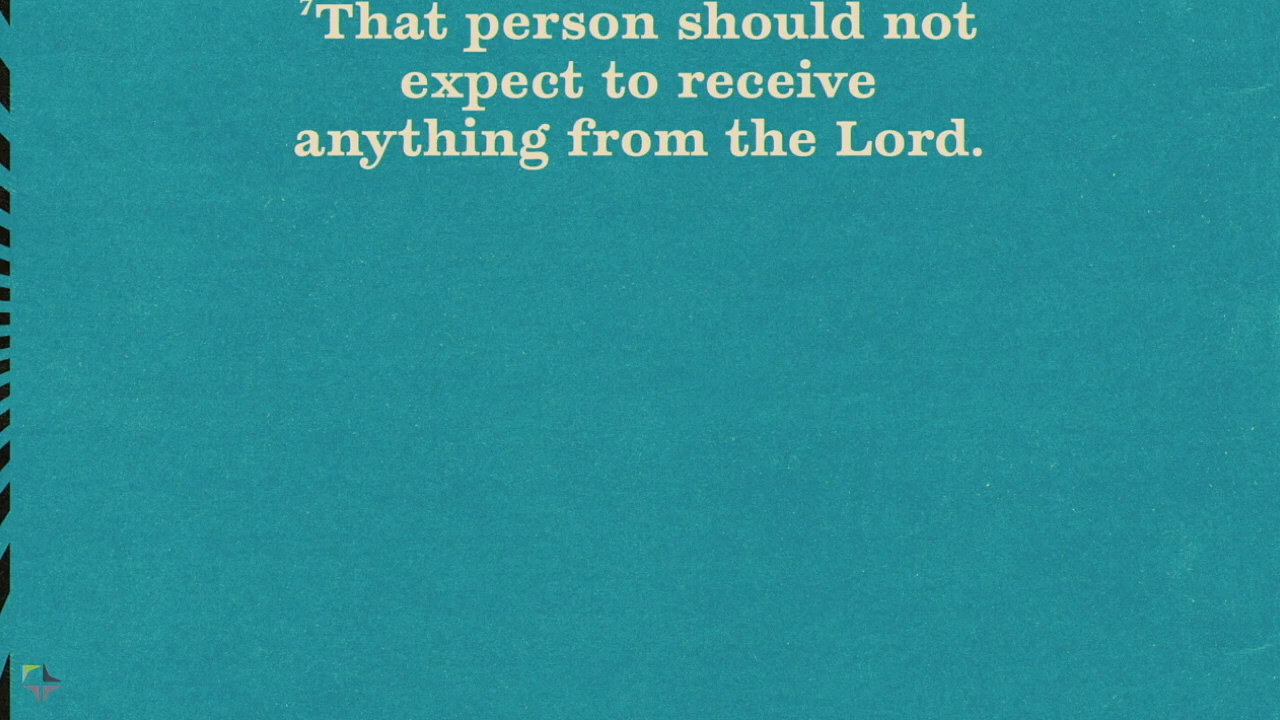 ⁷That person should not
expect to receive
anything from the Lord.